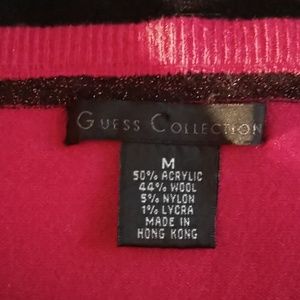 GUESS COLLECTION
M
50% ACRYLIC
44% WOOL
5% NYLON
1% LYCRA
MADE IN
HONG KONG